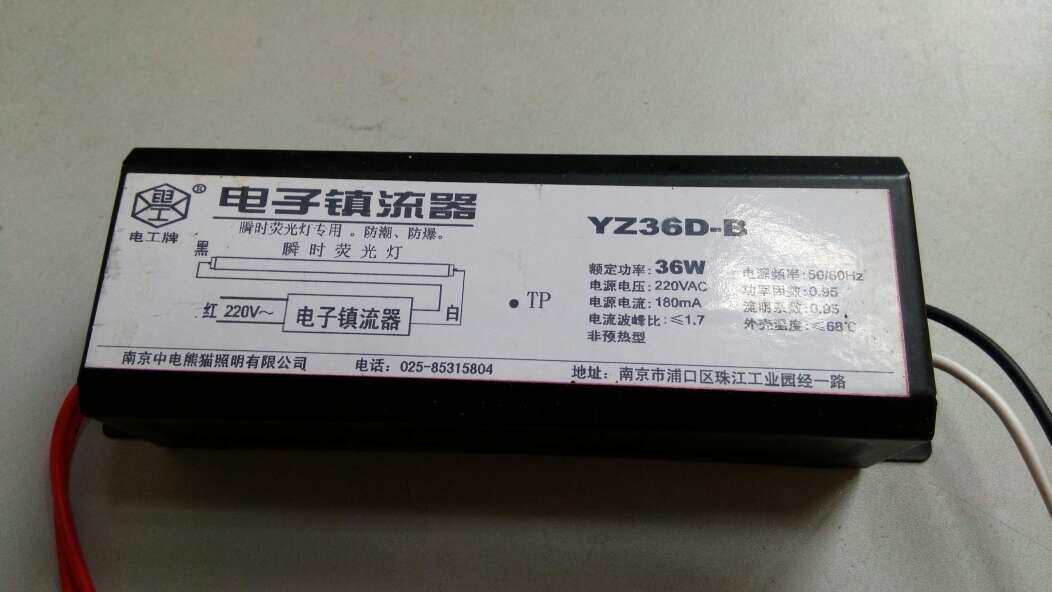 電工®
电工牌
电子镇流器
瞬时荧光灯专用。防潮、防爆。
瞬时荧光灯
黑
红 220V～ 电子镇流器 白
• TP
YZ36D-B
额定功率：36W 电源频率：50/60Hz
电源电压：220VAC 功率因数：0.95
电源电流：180mA 流明系数：0.95
电流波峰比：≤1.7 外壳温度：≤68℃
非预热型
南京中电熊猫照明有限公司 电话：025-85315804 地址：南京市浦口区珠江工业园经一路